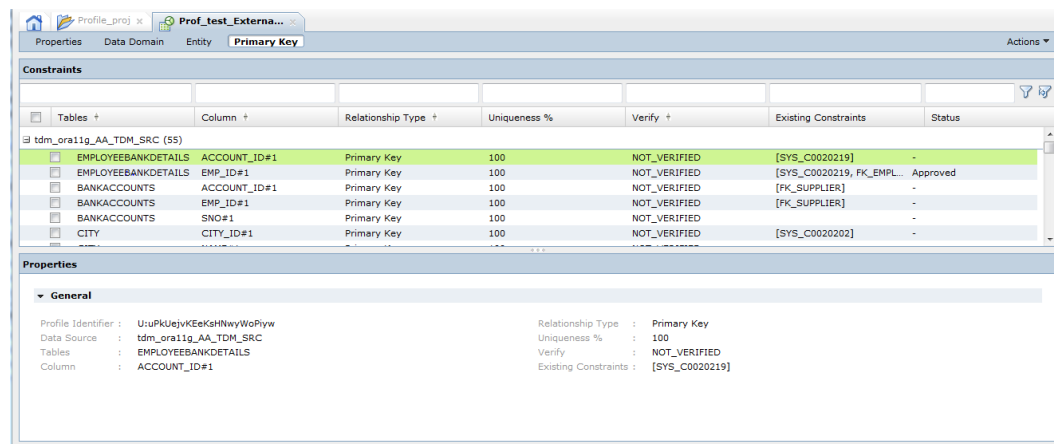 Profile_proj
Prof_test_Externa...
Properties Data Domain Entity Primary Key Actions
Constraints
Tables Column Relationship Type Uniqueness % Verify Existing Constraints Status
tdm_ora11g_AA_TDM_SRC (55)
EMPLOYEEBANKDETAILS ACCOUNT_ID#1 Primary Key 100 NOT_VERIFIED [SYS_C0020219] -
EMPLOYEEBANKDETAILS EMP_ID#1 Primary Key 100 NOT_VERIFIED [SYS_C0020219, FK_EMPL... Approved
BANKACCOUNTS ACCOUNT_ID#1 Primary Key 100 NOT_VERIFIED [FK_SUPPLIER] -
BANKACCOUNTS EMP_ID#1 Primary Key 100 NOT_VERIFIED [FK_SUPPLIER] -
BANKACCOUNTS SNO#1 Primary Key 100 NOT_VERIFIED -
CITY CITY_ID#1 Primary Key 100 NOT_VERIFIED [SYS_C0020202] -
Properties
General
Profile Identifier : U:uPkUejvKEeKsHNwyWoPiyw
Data Source : tdm_ora11g_AA_TDM_SRC
Tables : EMPLOYEEBANKDETAILS
Column : ACCOUNT_ID#1
Relationship Type : Primary Key
Uniqueness % : 100
Verify : NOT_VERIFIED
Existing Constraints : [SYS_C0020219]